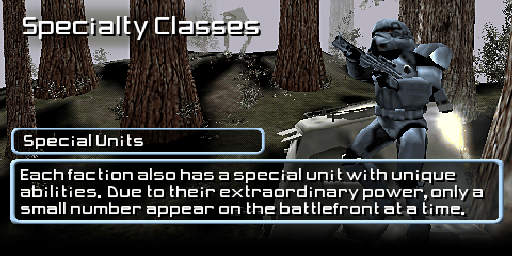 Specialty Classes
Special Units
Each faction also has a special unit with unique
abilities. Due to their extraordinary power, only a
small number appear on the battlefront at a time.